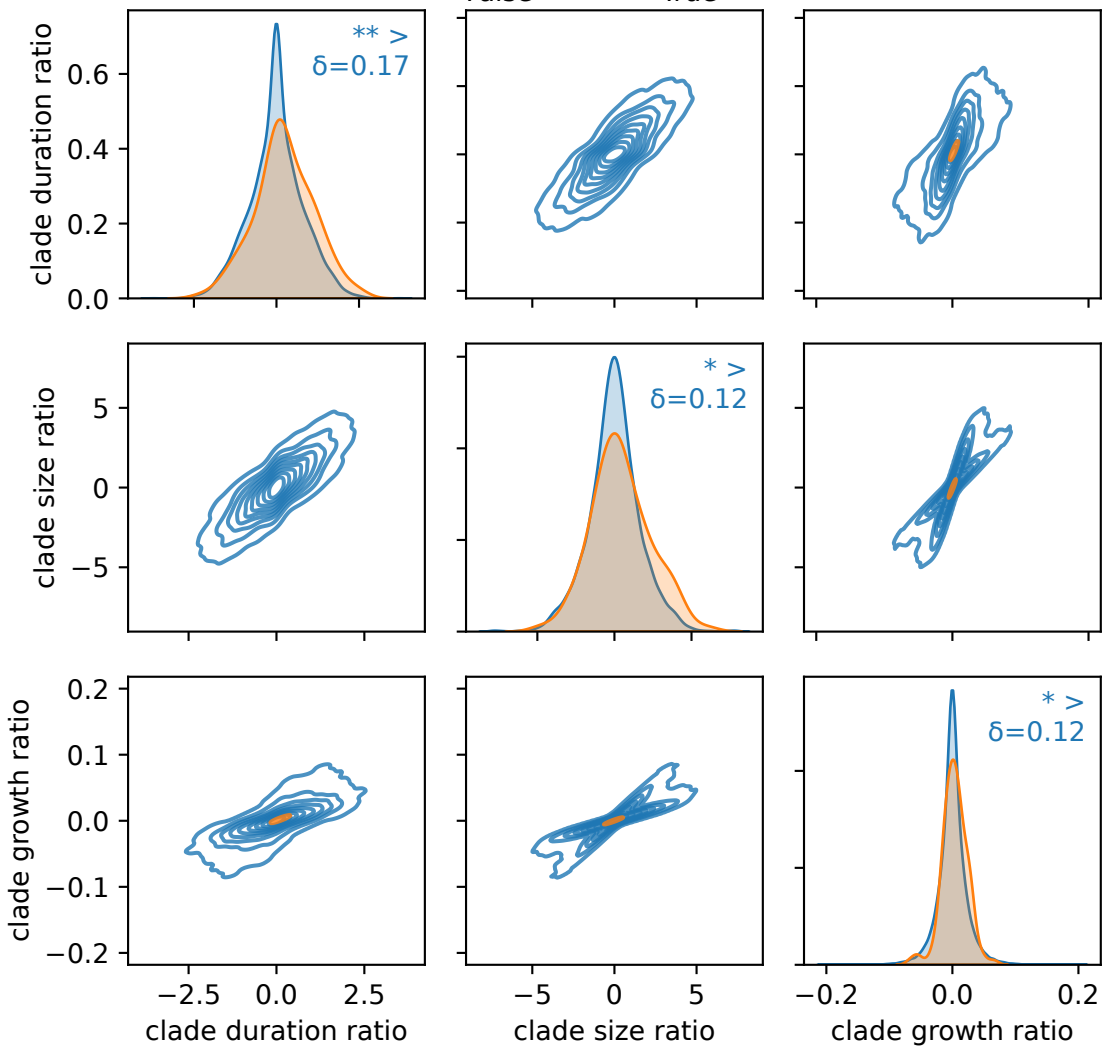 ** >
δ=0.17
clade duration ratio
0.6
0.4
0.2
0.0
* >
δ=0.12
clade size ratio
5
0
−5
* >
δ=0.12
clade growth ratio
0.2
0.1
0.0
−0.1
−0.2
−2.5 0.0 2.5 −5 0 5 −0.2 0.0 0.2
clade duration ratio clade size ratio clade growth ratio